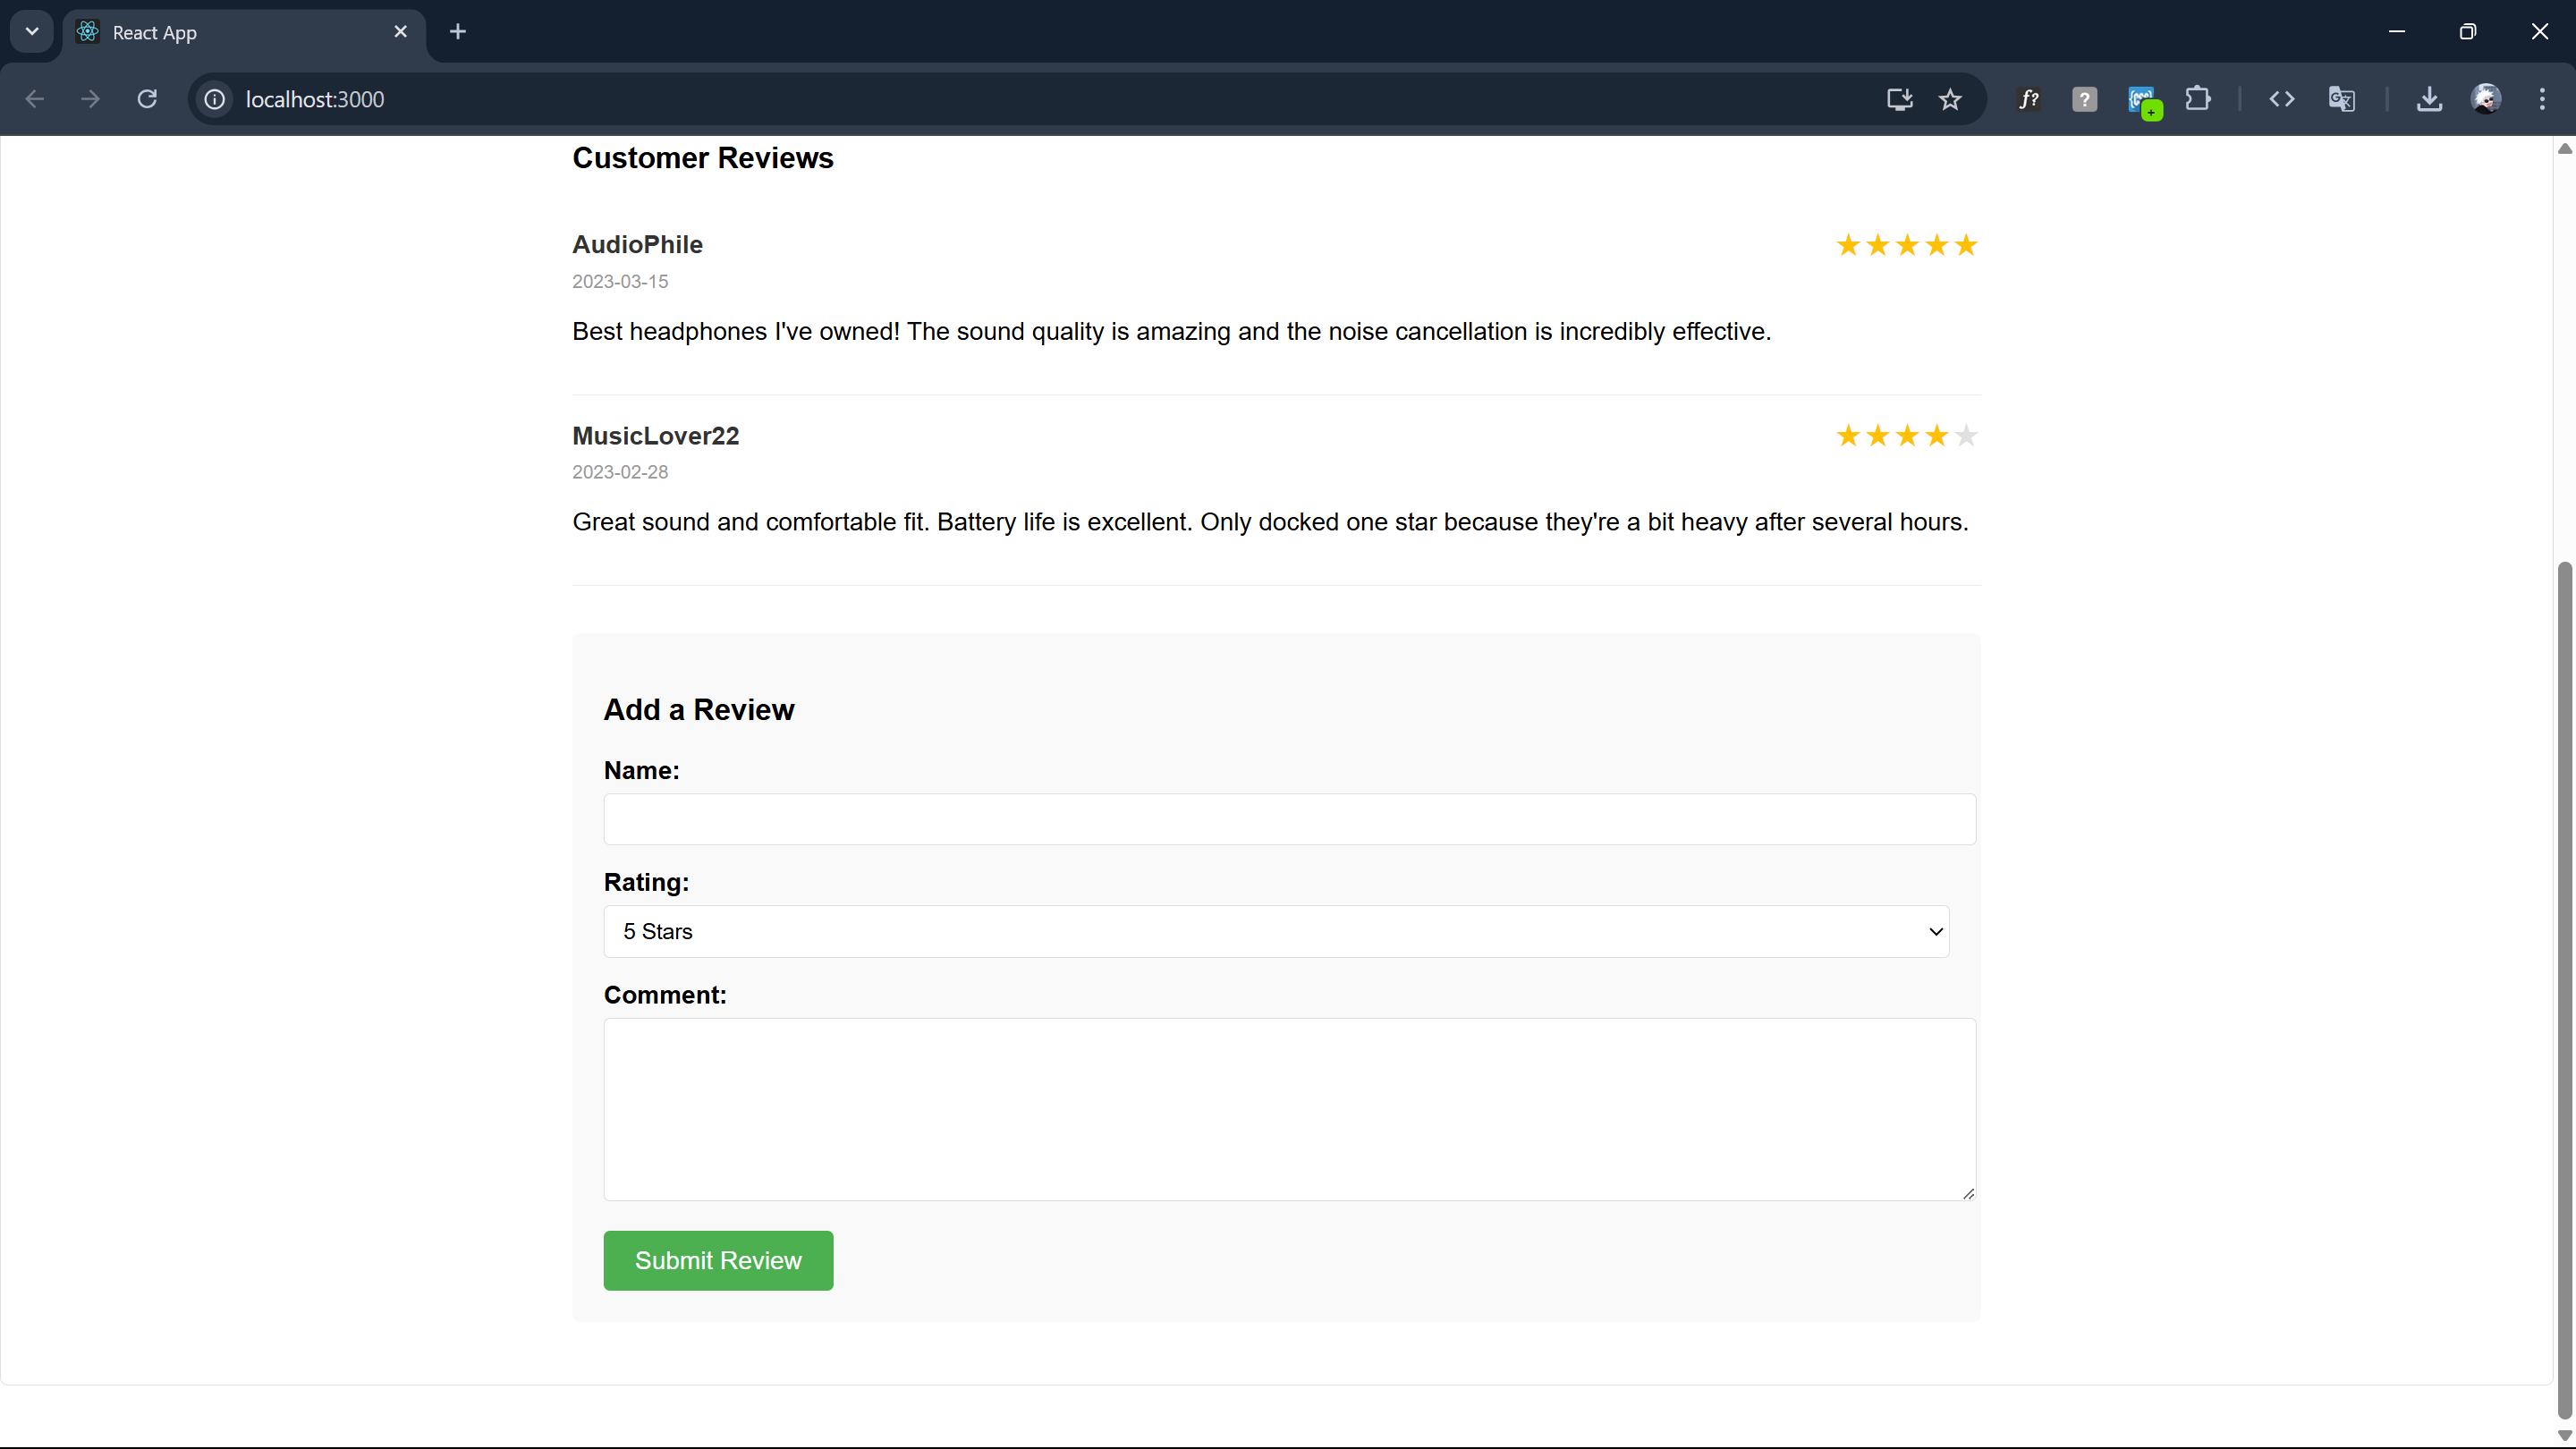 React App
localhost:3000
f?
?
Customer Reviews
AudioPhile
2023-03-15
Best headphones I've owned! The sound quality is amazing and the noise cancellation is incredibly effective.
MusicLover22
2023-02-28
Great sound and comfortable fit. Battery life is excellent. Only docked one star because they're a bit heavy after several hours.
Add a Review
Name:
Rating:
5 Stars
Comment:
Submit Review